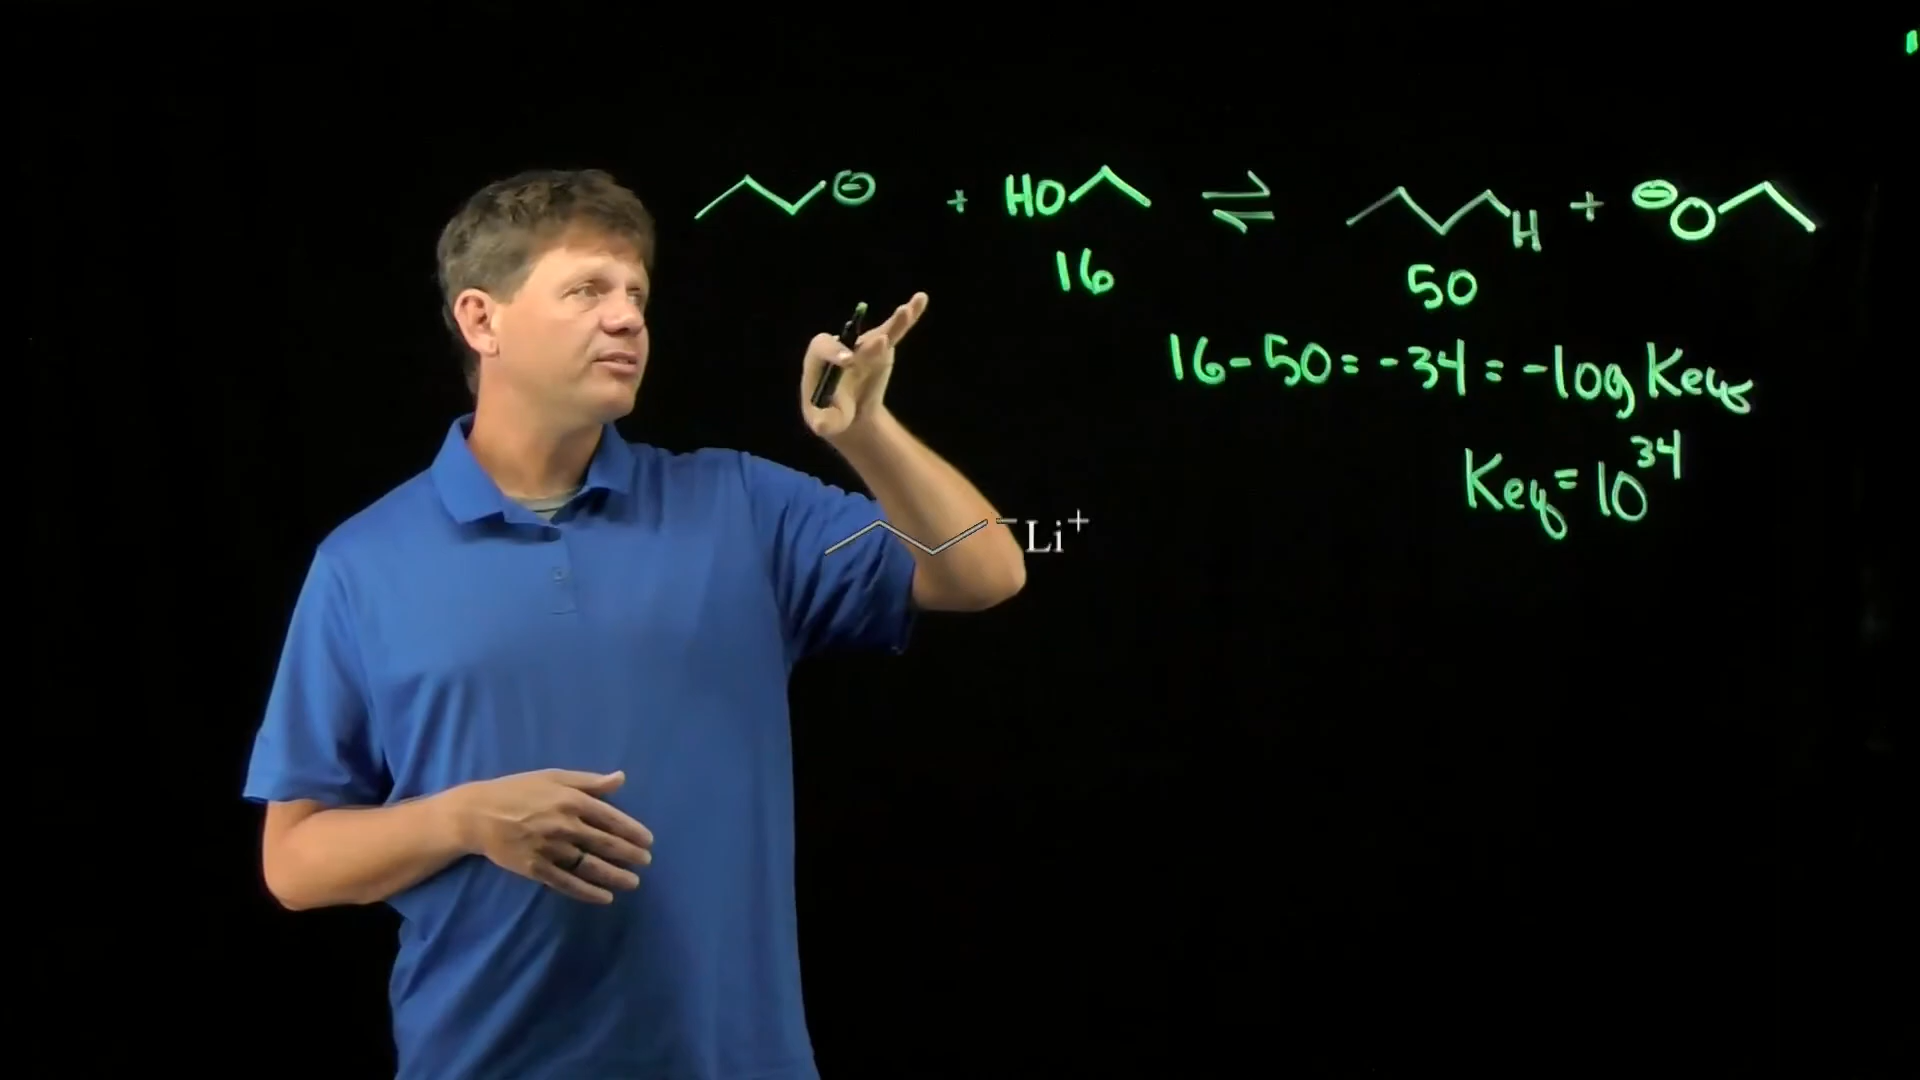 ⊖ + HO ⇌ H + ⊖O
16 50
16-50=-34=-log Keq
Keq=10^34
−Li+